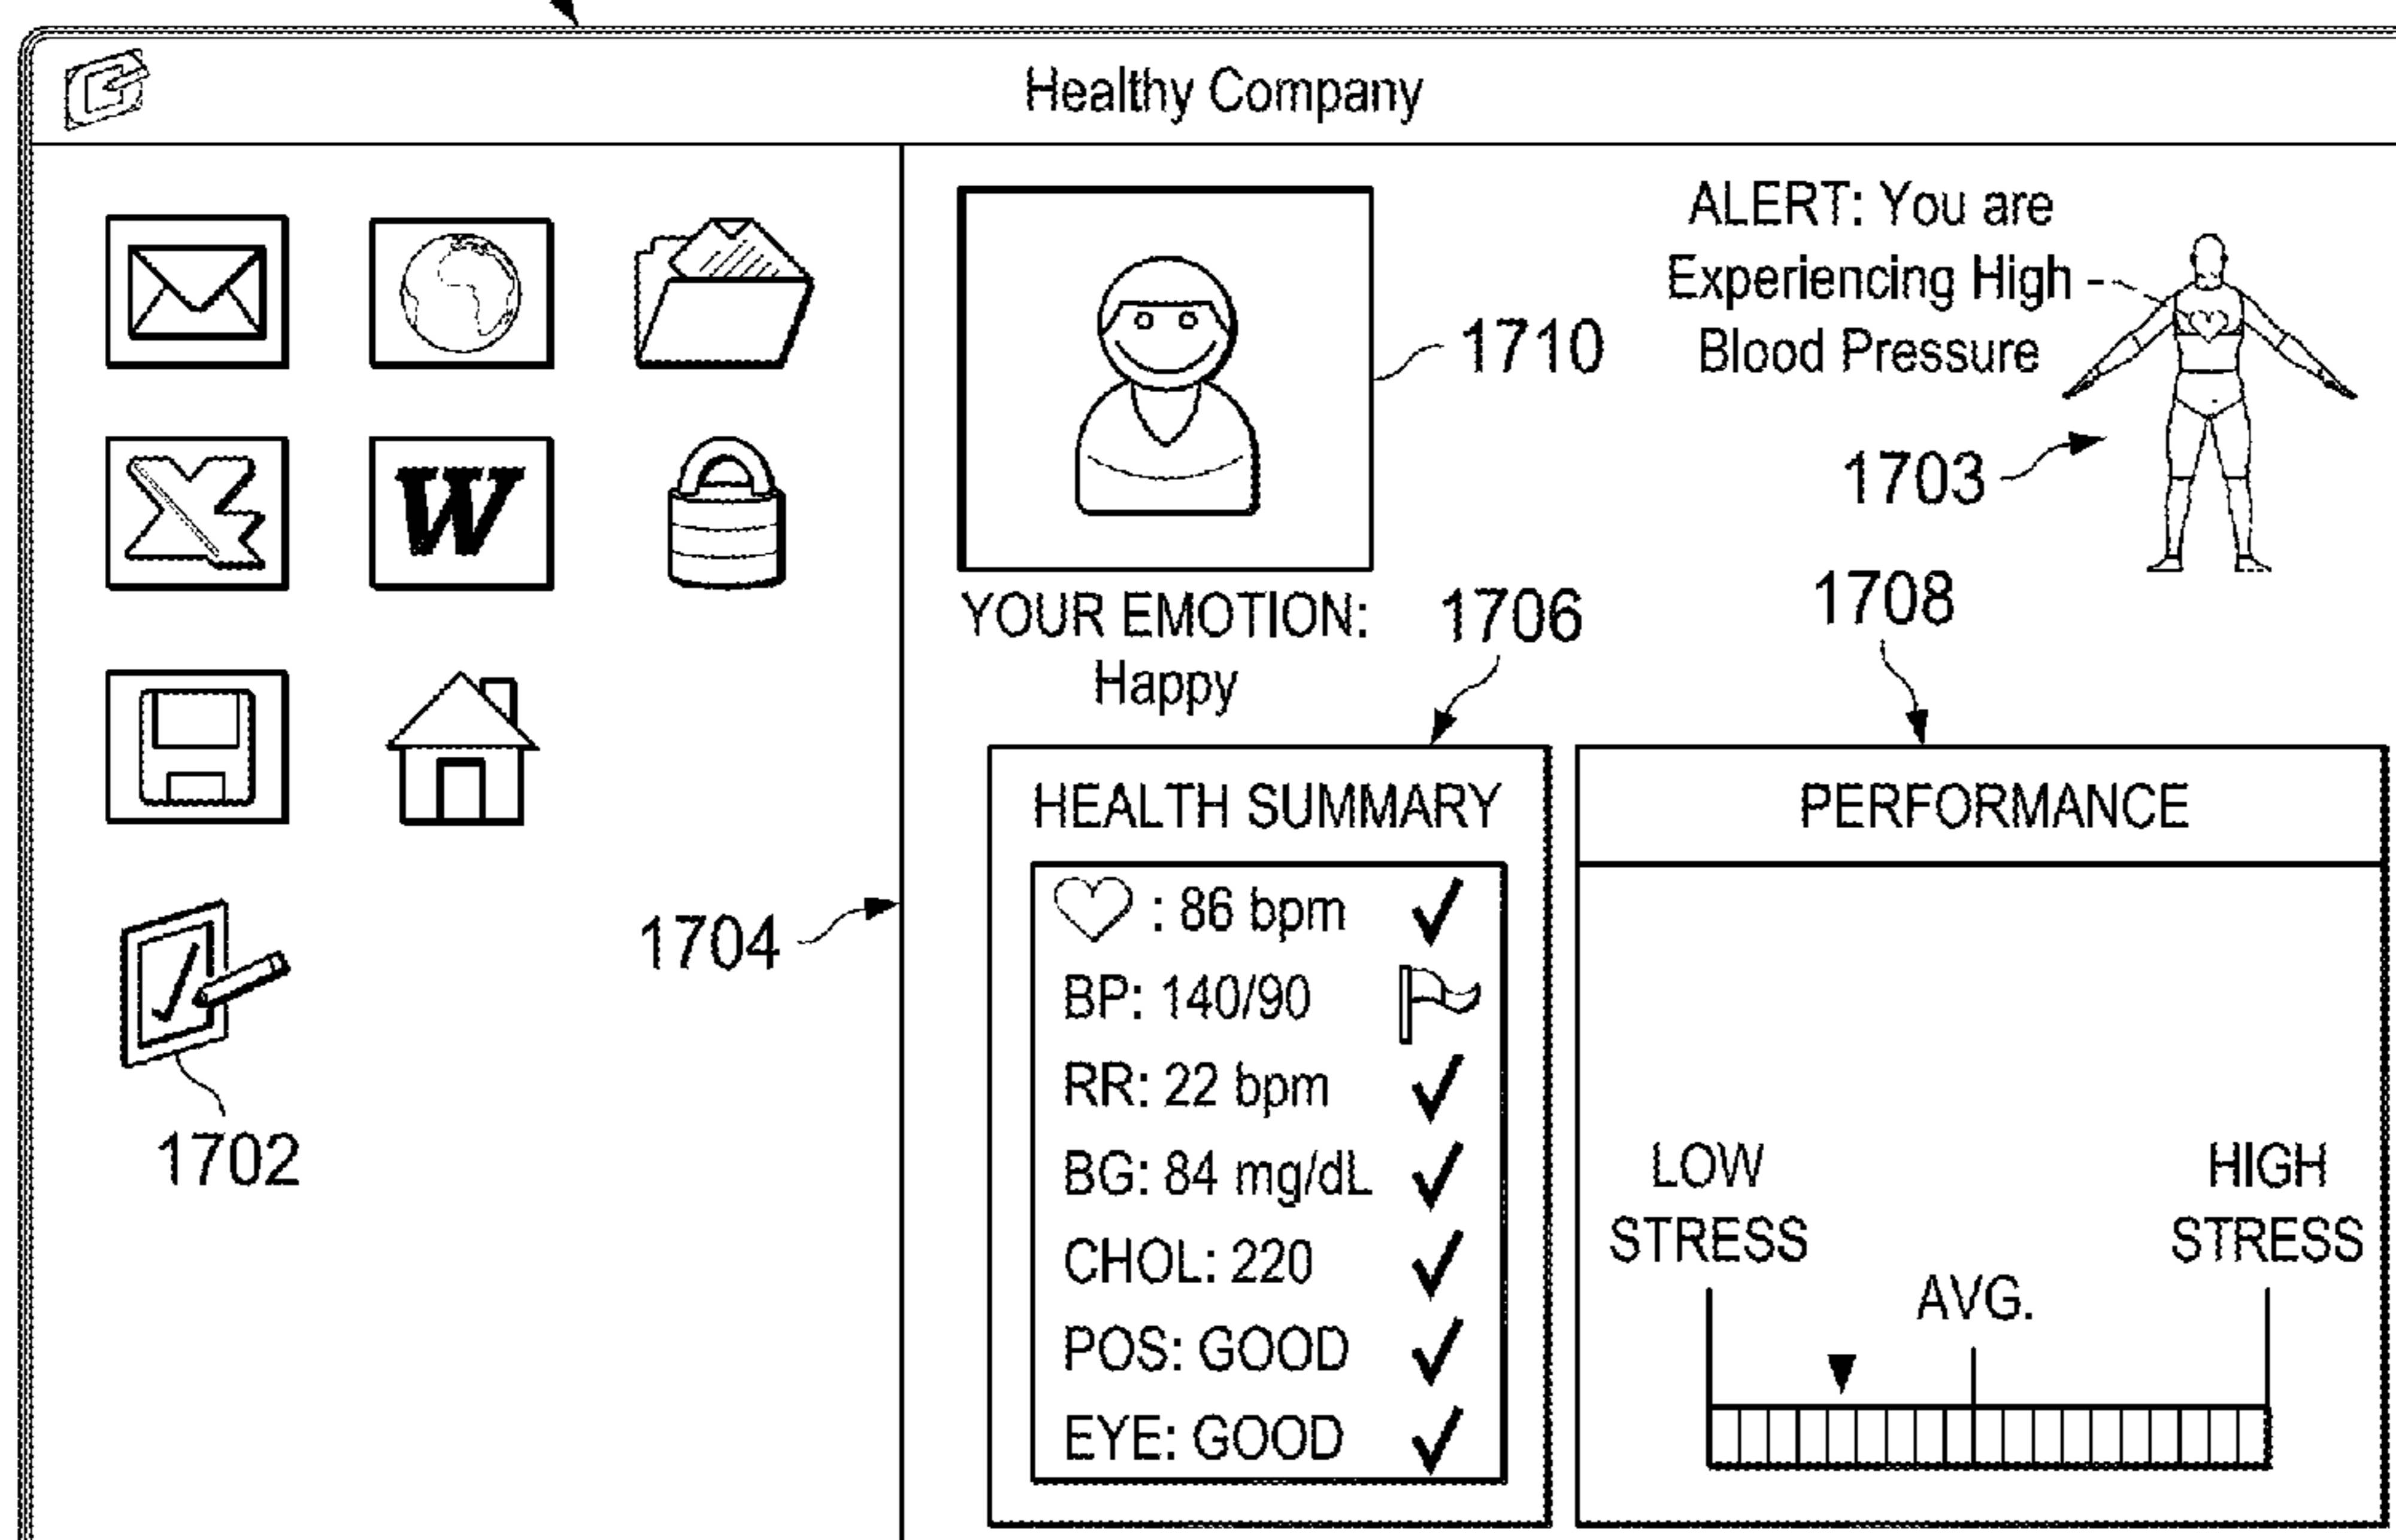 Healthy Company
ALERT: You are
Experiencing High
Blood Pressure
1710
1703
W
YOUR EMOTION:
Happy
1706
1708
HEALTH SUMMARY
: 86 bpm
BP: 140/90
RR: 22 bpm
BG: 84 mg/dL
CHOL: 220
POS: GOOD
EYE: GOOD
PERFORMANCE
LOW
STRESS
HIGH
STRESS
AVG.
1704
1702